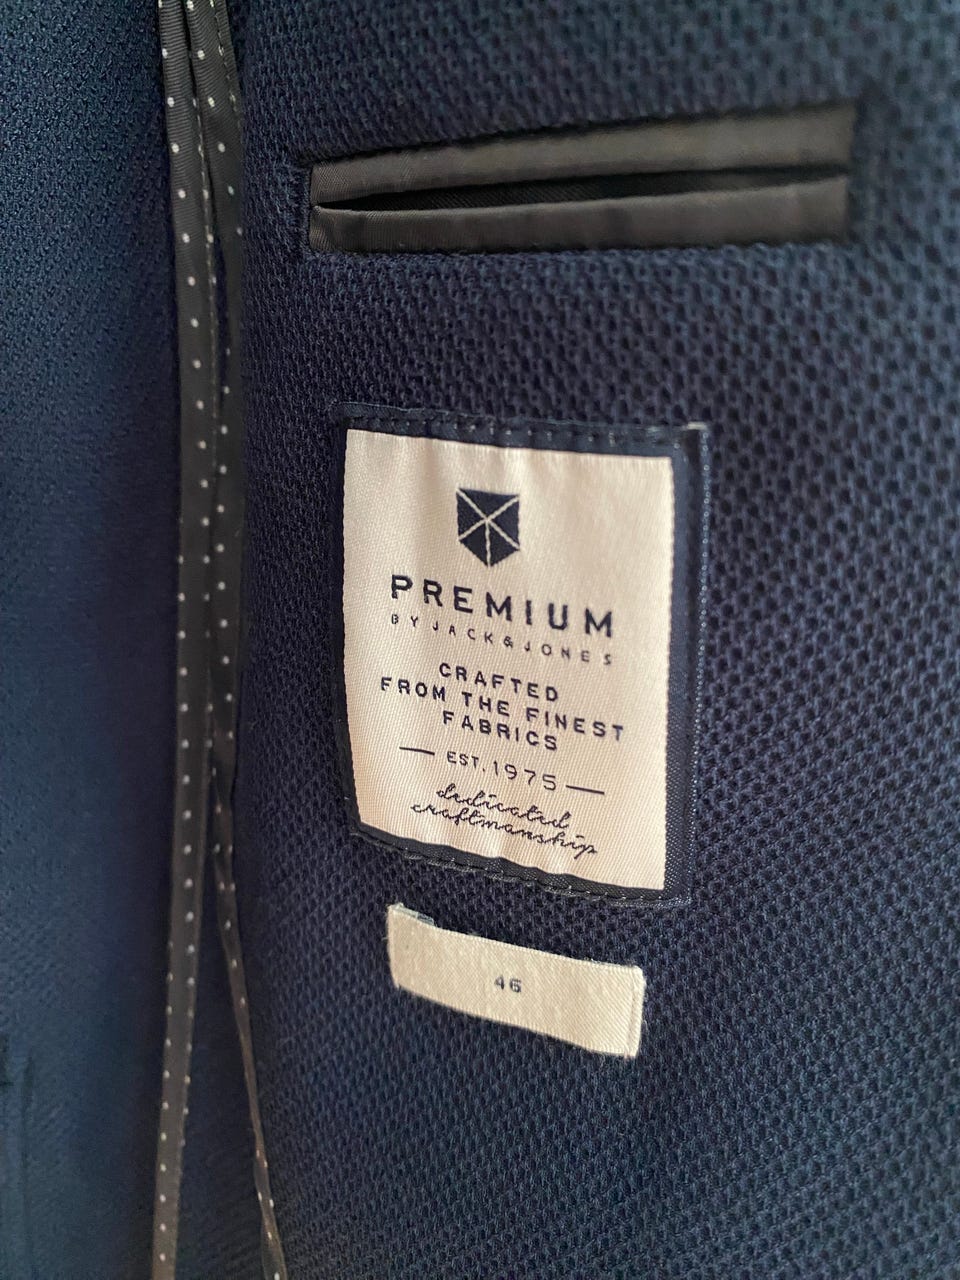 PREMIUM
BY JACK&JONES
CRAFTED
FROM THE FINEST
FABRICS
EST.1975
dedicated
craftmanship
46